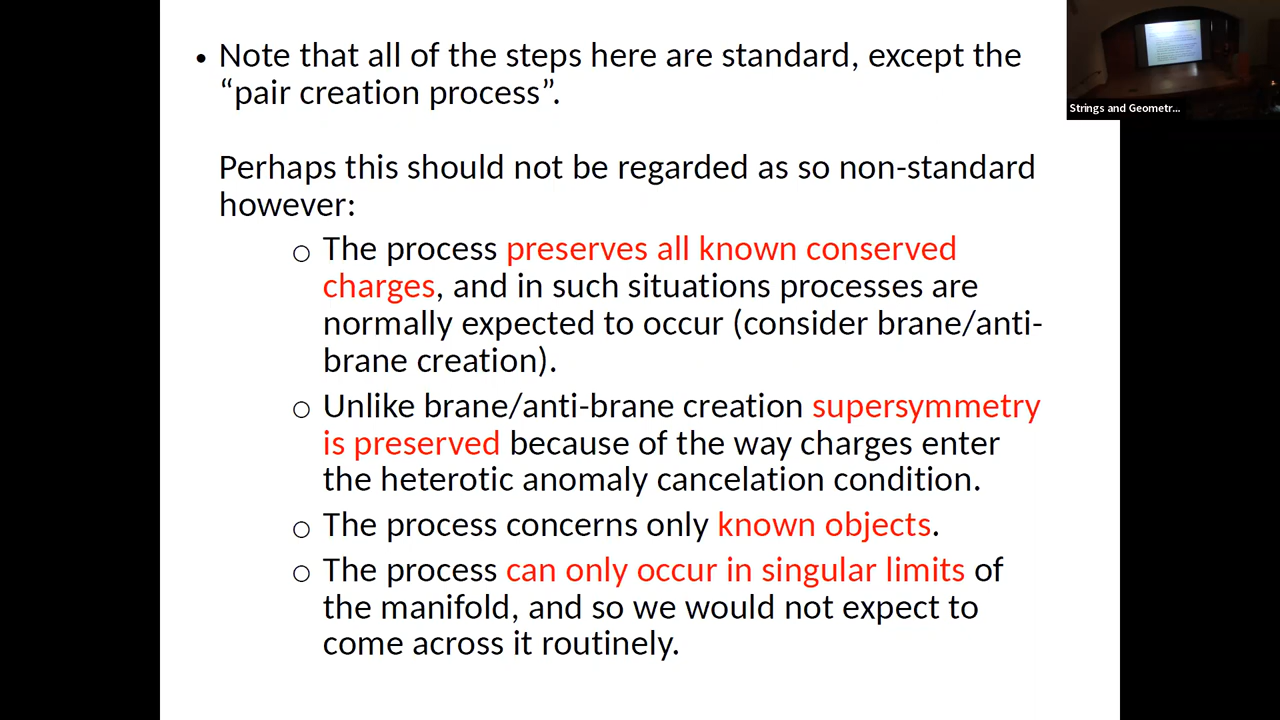 • Note that all of the steps here are standard, except the
“pair creation process”.
Perhaps this should not be regarded as so non-standard
however:
○ The process preserves all known conserved
charges, and in such situations processes are
normally expected to occur (consider brane/anti-
brane creation).
○ Unlike brane/anti-brane creation supersymmetry
is preserved because of the way charges enter
the heterotic anomaly cancelation condition.
○ The process concerns only known objects.
○ The process can only occur in singular limits of
the manifold, and so we would not expect to
come across it routinely.
Strings and Geometr...